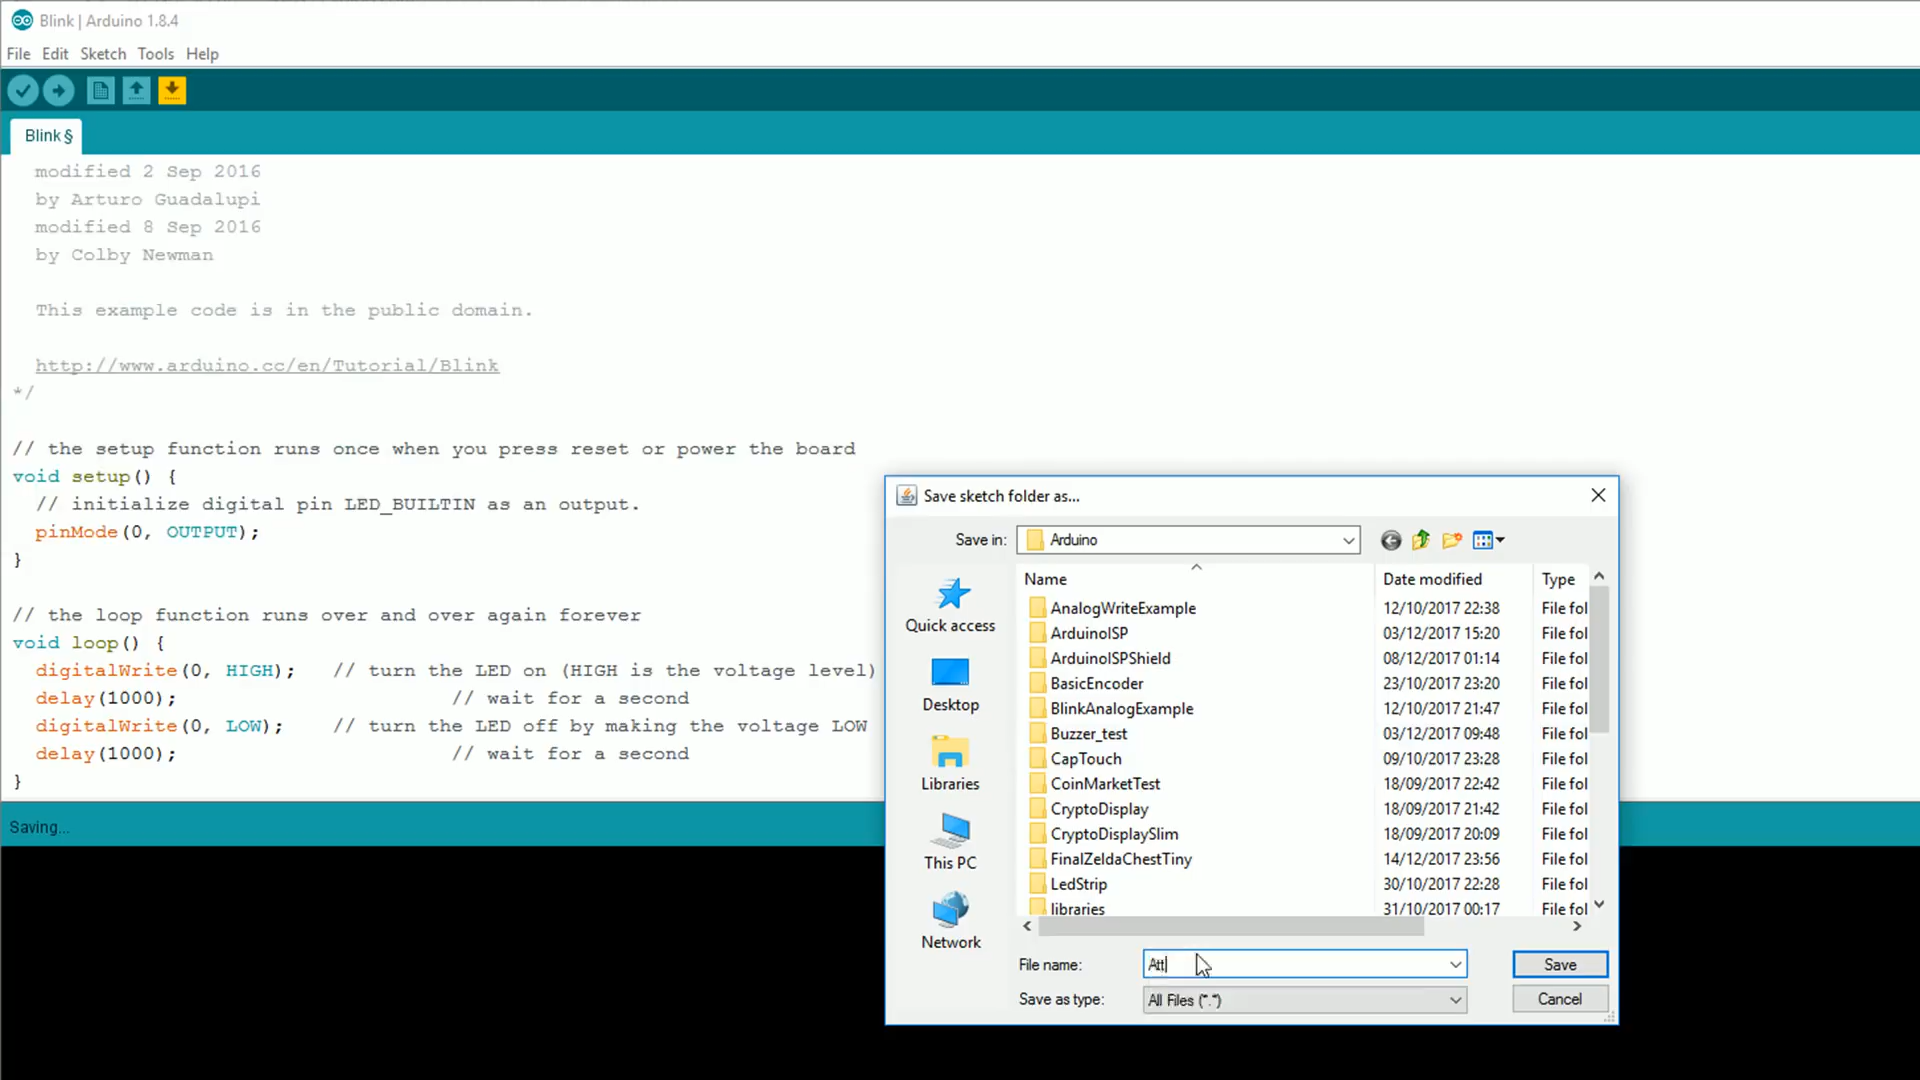 Blink | Arduino 1.8.4
File Edit Sketch Tools Help
Blink §
modified 2 Sep 2016
by Arturo Guadalupi
modified 8 Sep 2016
by Colby Newman
This example code is in the public domain.
http://www.arduino.cc/en/Tutorial/Blink
*/
// the setup function runs once when you press reset or power the board
void setup() {
// initialize digital pin LED_BUILTIN as an output.
pinMode(0, OUTPUT);
}
// the loop function runs over and over again forever
void loop() {
digitalWrite(0, HIGH); // turn the LED on (HIGH is the voltage level)
delay(1000); // wait for a second
digitalWrite(0, LOW); // turn the LED off by making the voltage LOW
delay(1000); // wait for a second
}
Saving...
Save sketch folder as...
Save in: Arduino
Quick access
Desktop
Libraries
This PC
Network
Name Date modified Type
AnalogWriteExample 12/10/2017 22:38 File fol
ArduinoISP 03/12/2017 15:20 File fol
ArduinoISPShield 08/12/2017 01:14 File fol
BasicEncoder 23/10/2017 23:20 File fol
BlinkAnalogExample 12/10/2017 21:47 File fol
Buzzer_test 03/12/2017 09:48 File fol
CapTouch 09/10/2017 23:28 File fol
CoinMarketTest 18/09/2017 22:42 File fol
CryptoDisplay 18/09/2017 21:42 File fol
CryptoDisplaySlim 18/09/2017 20:09 File fol
FinalZeldaChestTiny 14/12/2017 23:56 File fol
LedStrip 30/10/2017 22:28 File fol
libraries 31/10/2017 00:17 File fol
File name: Att Save
Save as type: All Files (*.*) Cancel